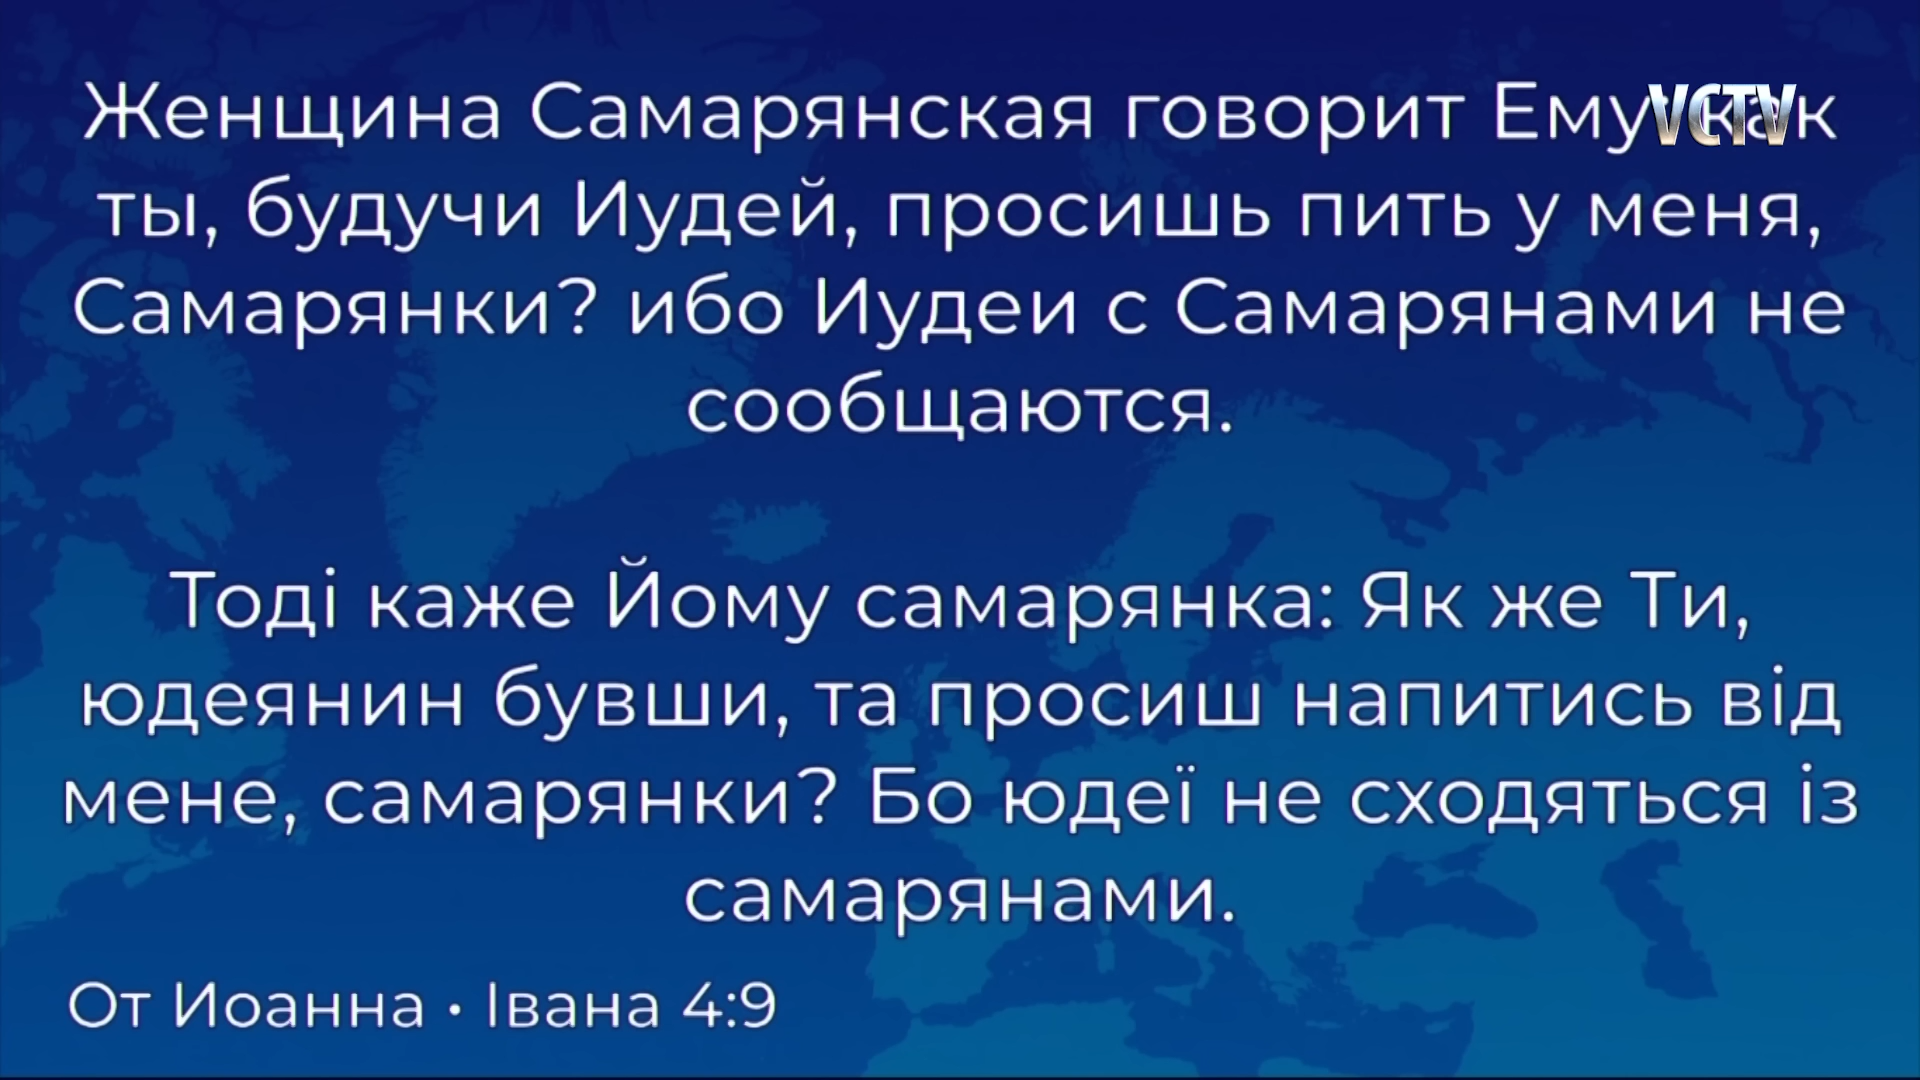 Женщина Самарянская говорит Ему как
VCTV
ты, будучи Иудей, просишь пить у меня,
Самарянки? ибо Иудеи с Самарянами не
сообщаются.
Тоді каже Йому самарянка: Як же Ти,
юдеянин бувши, та просиш напитись від
мене, самарянки? Бо юдеї не сходяться із
самарянами.
От Иоанна • Івана 4:9